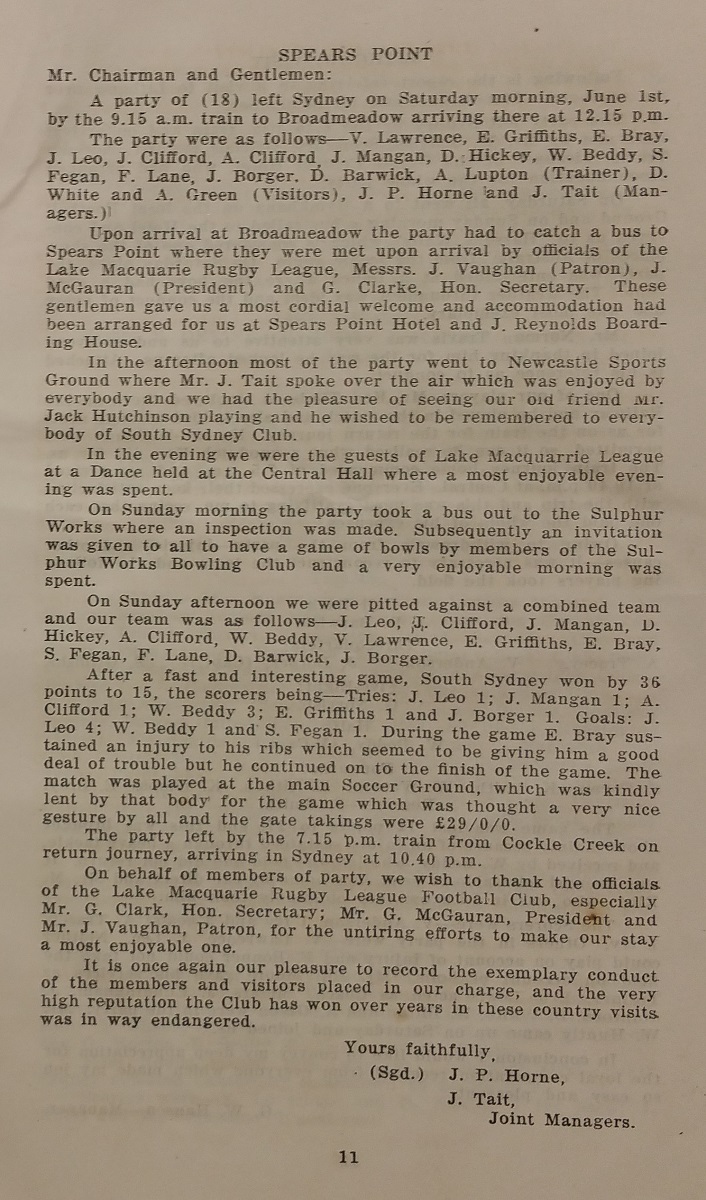 SPEARS POINT
Mr. Chairman and Gentlemen:
A party of (18) left Sydney on Saturday morning, June 1st,
by the 9.15 a.m. train to Broadmeadow arriving there at 12.15 p.m.
The party were as follows—V. Lawrence, E. Griffiths, E. Bray,
J. Leo, J. Clifford, A. Clifford, J. Mangan, D. Hickey, W. Beddy, S.
Fegan, F. Lane, J. Borger. D. Barwick, A. Lupton (Trainer), D.
White and A. Green (Visitors), J. P. Horne and J. Tait (Man-
agers.)
Upon arrival at Broadmeadow the party had to catch a bus to
Spears Point where they were met upon arrival by officials of the
Lake Macquarie Rugby League, Messrs. J. Vaughan (Patron), J.
McGauran (President) and G. Clarke, Hon. Secretary. These
gentlemen gave us a most cordial welcome and accommodation had
been arranged for us at Spears Point Hotel and J. Reynolds Board-
ing House.
In the afternoon most of the party went to Newcastle Sports
Ground where Mr. J. Tait spoke over the air which was enjoyed by
everybody and we had the pleasure of seeing our old friend Mr.
Jack Hutchinson playing and he wished to be remembered to every-
body of South Sydney Club.
In the evening we were the guests of Lake Macquarrie League
at a Dance held at the Central Hall where a most enjoyable even-
ing was spent.
On Sunday morning the party took a bus out to the Sulphur
Works where an inspection was made. Subsequently an invitation
was given to all to have a game of bowls by members of the Sul-
phur Works Bowling Club and a very enjoyable morning was
spent.
On Sunday afternoon we were pitted against a combined team
and our team was as follows—J. Leo, J. Clifford, J. Mangan, D.
Hickey, A. Clifford, W. Beddy, V. Lawrence, E. Griffiths, E. Bray,
S. Fegan, F. Lane, D. Barwick, J. Borger.
After a fast and interesting game, South Sydney won by 36
points to 15, the scorers being—Tries: J. Leo 1; J. Mangan 1; A.
Clifford 1; W. Beddy 3; E. Griffiths 1 and J. Borger 1. Goals: J.
Leo 4; W. Beddy 1 and S. Fegan 1. During the game E. Bray sus-
tained an injury to his ribs which seemed to be giving him a good
deal of trouble but he continued on to the finish of the game. The
match was played at the main Soccer Ground, which was kindly
lent by that body for the game which was thought a very nice
gesture by all and the gate takings were £29/0/0.
The party left by the 7.15 p.m. train from Cockle Creek on
return journey, arriving in Sydney at 10.40 p.m.
On behalf of members of party, we wish to thank the officials
of the Lake Macquarie Rugby League Football Club, especially
Mr. G. Clark, Hon. Secretary; Mr. G. McGauran, President and
Mr. J. Vaughan, Patron, for the untiring efforts to make our stay
a most enjoyable one.
It is once again our pleasure to record the exemplary conduct
of the members and visitors placed in our charge, and the very
high reputation the Club has won over years in these country visits
was in way endangered.
Yours faithfully,
(Sgd.) J. P. Horne,
J. Tait,
Joint Managers.
11